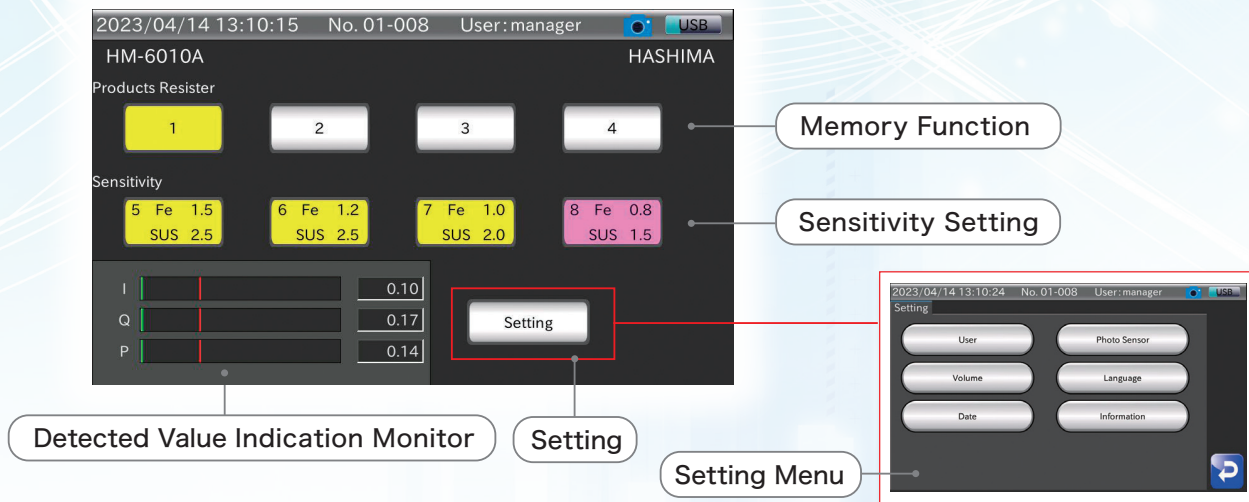 2023/04/14 13:10:15 No. 01-008 User: manager USB
HM-6010A HASHIMA
Products Resister
1 2 3 4
Memory Function
Sensitivity
5 Fe 1.5 6 Fe 1.2 7 Fe 1.0 8 Fe 0.8
SUS 2.5 SUS 2.5 SUS 2.0 SUS 1.5
Sensitivity Setting
I 0.10
Q 0.17
P 0.14
Setting
Detected Value Indication Monitor
Setting
2023/04/14 13:10:24 No. 01-008 User: manager USB
Setting
User Photo Sensor
Volume Language
Date Information
Setting Menu